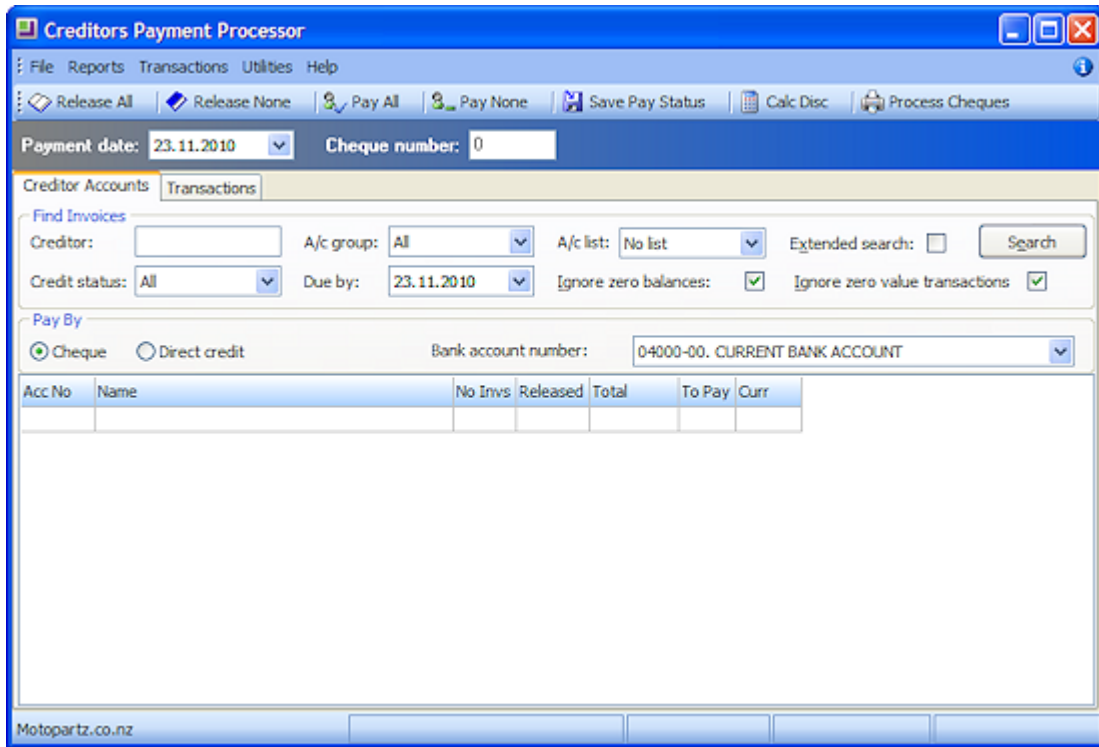 Creditors Payment Processor
File Reports Transactions Utilities Help
Release All Release None Pay All Pay None Save Pay Status Calc Disc Process Cheques
Payment date: 23.11.2010 Cheque number: 0
Creditor Accounts Transactions
Find Invoices
Creditor: A/c group: All A/c list: No list Extended search: Search
Credit status: All Due by: 23.11.2010 Ignore zero balances: Ignore zero value transactions
Pay By
Cheque Direct credit Bank account number: 04000-00. CURRENT BANK ACCOUNT
Acc No Name No Invs Released Total To Pay Curr
Motopartz.co.nz